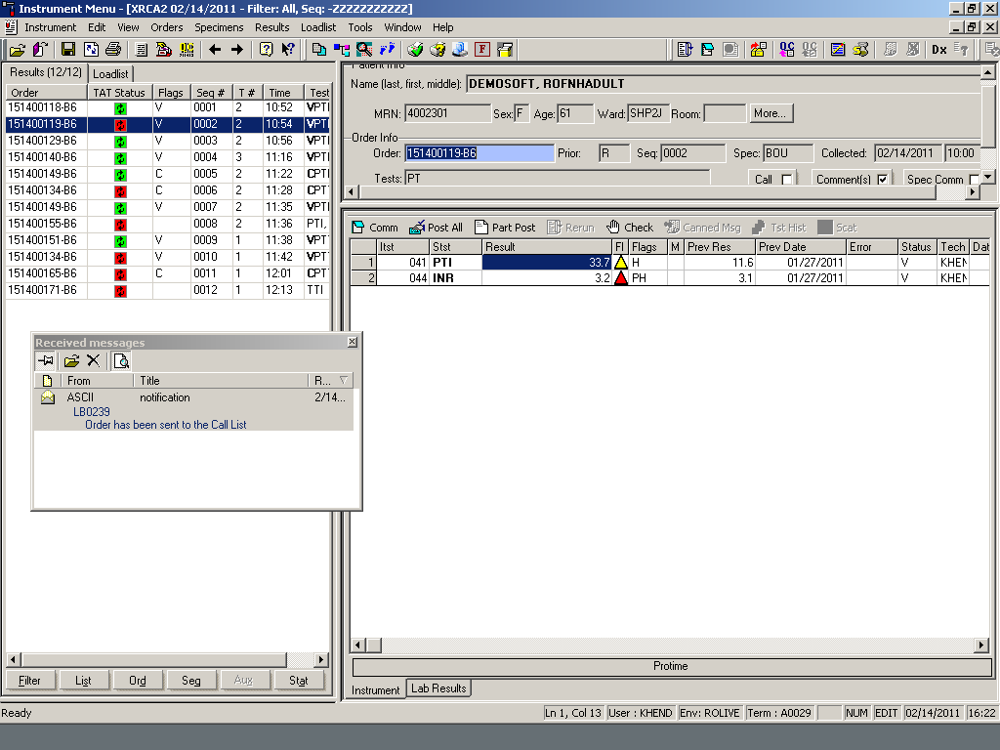 Instrument Menu - [XRCA2 02/14/2011 - Filter: All, Seq: -ZZZZZZZZZZZ]
Instrument Edit View Orders Specimens Results Loadlist Tools Window Help
QC QC F Dx ?
Results (12/12) Loadlist
Order TAT Status Flags Seq # T # Time Test
151400118-B6 V 0001 2 10:52 VPTI
151400119-B6 V 0002 2 10:54 VPTI
151400129-B6 V 0003 2 10:56 VPTI
151400140-B6 V 0004 3 11:16 VPTI
151400149-B6 C 0005 2 11:22 CPTI
151400134-B6 C 0006 2 11:28 CPTI
151400149-B6 V 0007 2 11:35 VPTI
151400155-B6 0008 2 11:36 PTI,
151400151-B6 V 0009 1 11:38 VPT
151400134-B6 V 0010 1 11:42 VPT
151400165-B6 C 0011 1 12:01 CPT
151400171-B6 0012 1 12:13 TTI
Received messages
From Title R...
ASCII notification 2/14...
LB0239
Order has been sent to the Call List
Filter List Ord Seg Aux Stat
Patient Info
Name (last, first, middle): DEMOSOFT, ROFNHADULT
MRN: 4002301 Sex: F Age: 61 Ward: SHP2J Room: More...
Order Info
Order: 151400119-B6 Prior: R Seq: 0002 Spec: BOU Collected: 02/14/2011 10:00
Tests: PT Call Comment(s) Spec Comm
Comm Post All Part Post Rerun Check Canned Msg Tst Hist Scat
Itst Stst Result Fl Flags M Prev Res Prev Date Error Status Tech Dat
1 041 PTI 33.7 H 11.6 01/27/2011 V KHEN
2 044 INR 3.2 PH 3.1 01/27/2011 V KHEN
Protime
Instrument Lab Results
Ready Ln 1, Col 13 User : KHEND Env: ROLIVE Term : A0029 NUM EDIT 02/14/2011 16:22